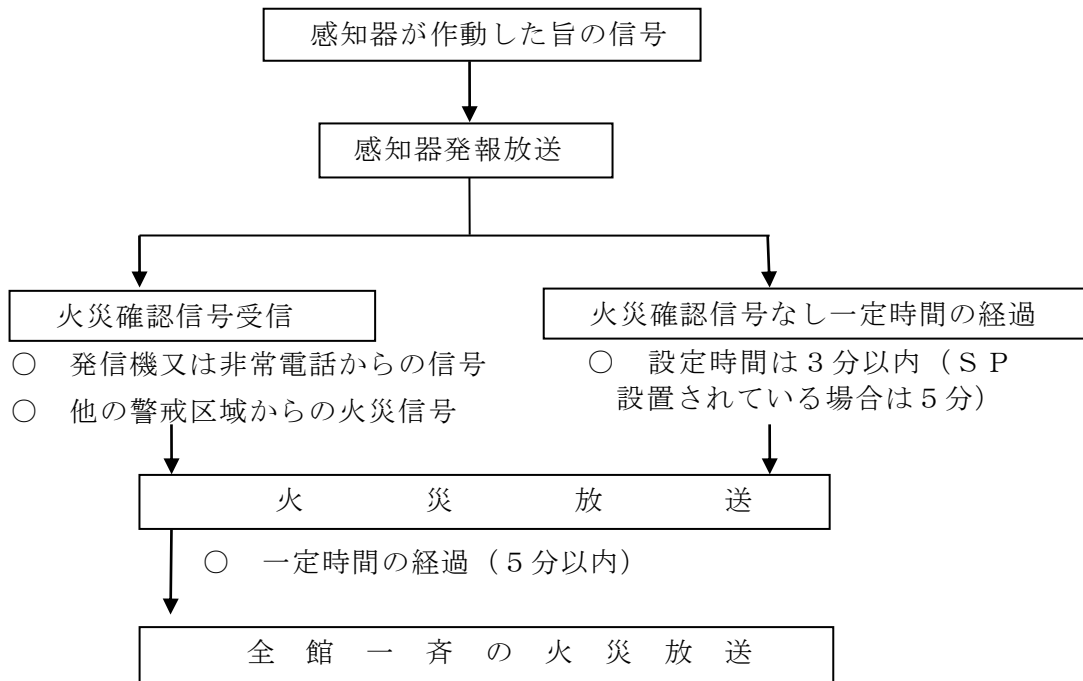 感知器が作動した旨の信号
感知器発報放送
火災確認信号受信
○ 発信機又は非常電話からの信号
○ 他の警戒区域からの火災信号
火災確認信号なし一定時間の経過
○ 設定時間は３分以内（ＳＰ
設置されている場合は５分）
火災放送
○ 一定時間の経過（５分以内）
全館一斉の火災放送